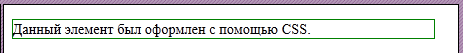 Данный элемент был оформлен с помощью CSS.